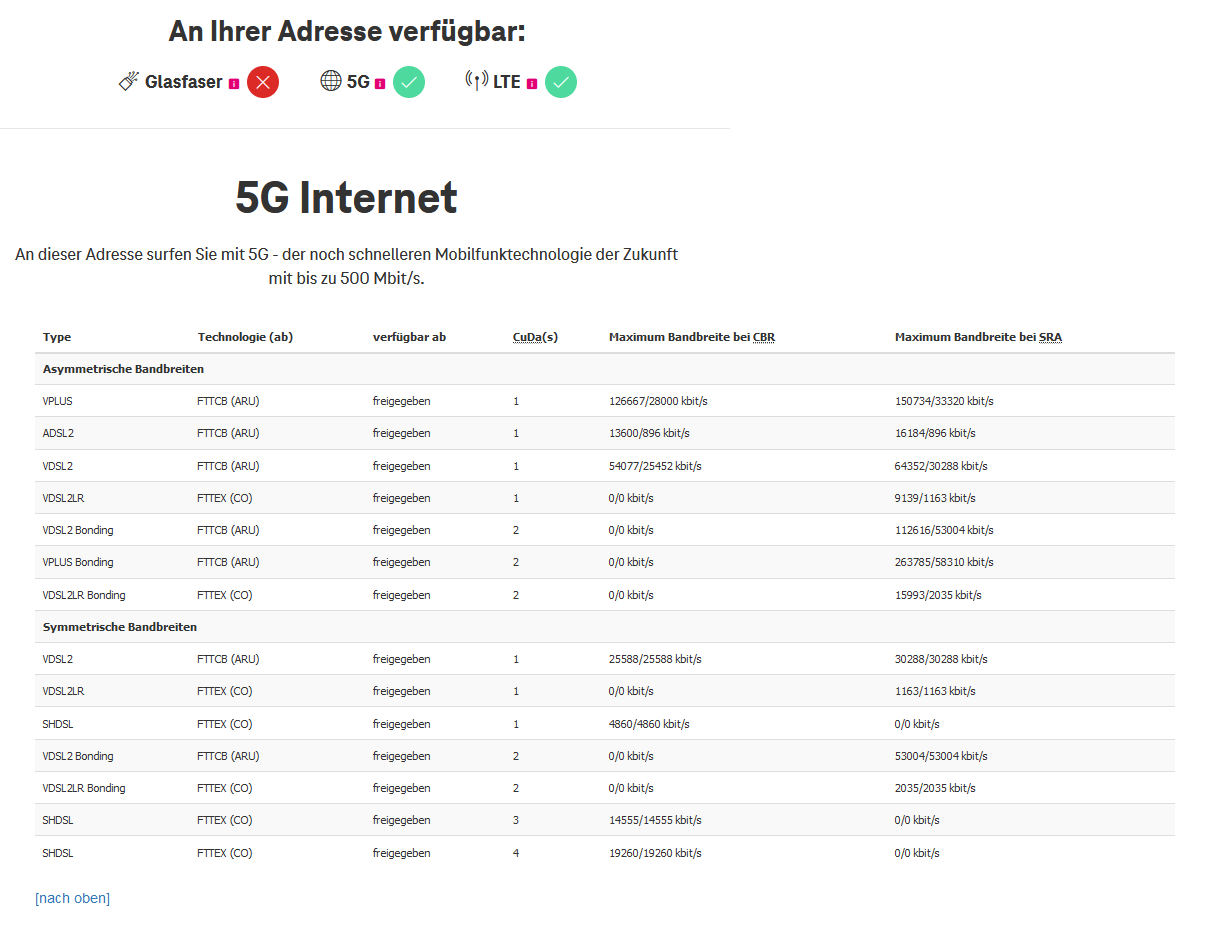 An Ihrer Adresse verfügbar:
Glasfaser i 5G i LTE i
5G Internet
An dieser Adresse surfen Sie mit 5G - der noch schnelleren Mobilfunktechnologie der Zukunft
mit bis zu 500 Mbit/s.
Type Technologie (ab) verfügbar ab CuDa(s) Maximum Bandbreite bei CBR Maximum Bandbreite bei SRA
Asymmetrische Bandbreiten
VPLUS FTTCB (ARU) freigegeben 1 126667/28000 kbit/s 150734/33320 kbit/s
ADSL2 FTTCB (ARU) freigegeben 1 13600/896 kbit/s 16184/896 kbit/s
VDSL2 FTTCB (ARU) freigegeben 1 54077/25452 kbit/s 64352/30288 kbit/s
VDSL2LR FTTEX (CO) freigegeben 1 0/0 kbit/s 9139/1163 kbit/s
VDSL2 Bonding FTTCB (ARU) freigegeben 2 0/0 kbit/s 112616/53004 kbit/s
VPLUS Bonding FTTCB (ARU) freigegeben 2 0/0 kbit/s 263785/58310 kbit/s
VDSL2LR Bonding FTTEX (CO) freigegeben 2 0/0 kbit/s 15993/2035 kbit/s
Symmetrische Bandbreiten
VDSL2 FTTCB (ARU) freigegeben 1 25588/25588 kbit/s 30288/30288 kbit/s
VDSL2LR FTTEX (CO) freigegeben 1 0/0 kbit/s 1163/1163 kbit/s
SHDSL FTTEX (CO) freigegeben 1 4860/4860 kbit/s 0/0 kbit/s
VDSL2 Bonding FTTCB (ARU) freigegeben 2 0/0 kbit/s 53004/53004 kbit/s
VDSL2LR Bonding FTTEX (CO) freigegeben 2 0/0 kbit/s 2035/2035 kbit/s
SHDSL FTTEX (CO) freigegeben 3 14555/14555 kbit/s 0/0 kbit/s
SHDSL FTTEX (CO) freigegeben 4 19260/19260 kbit/s 0/0 kbit/s
[nach oben]